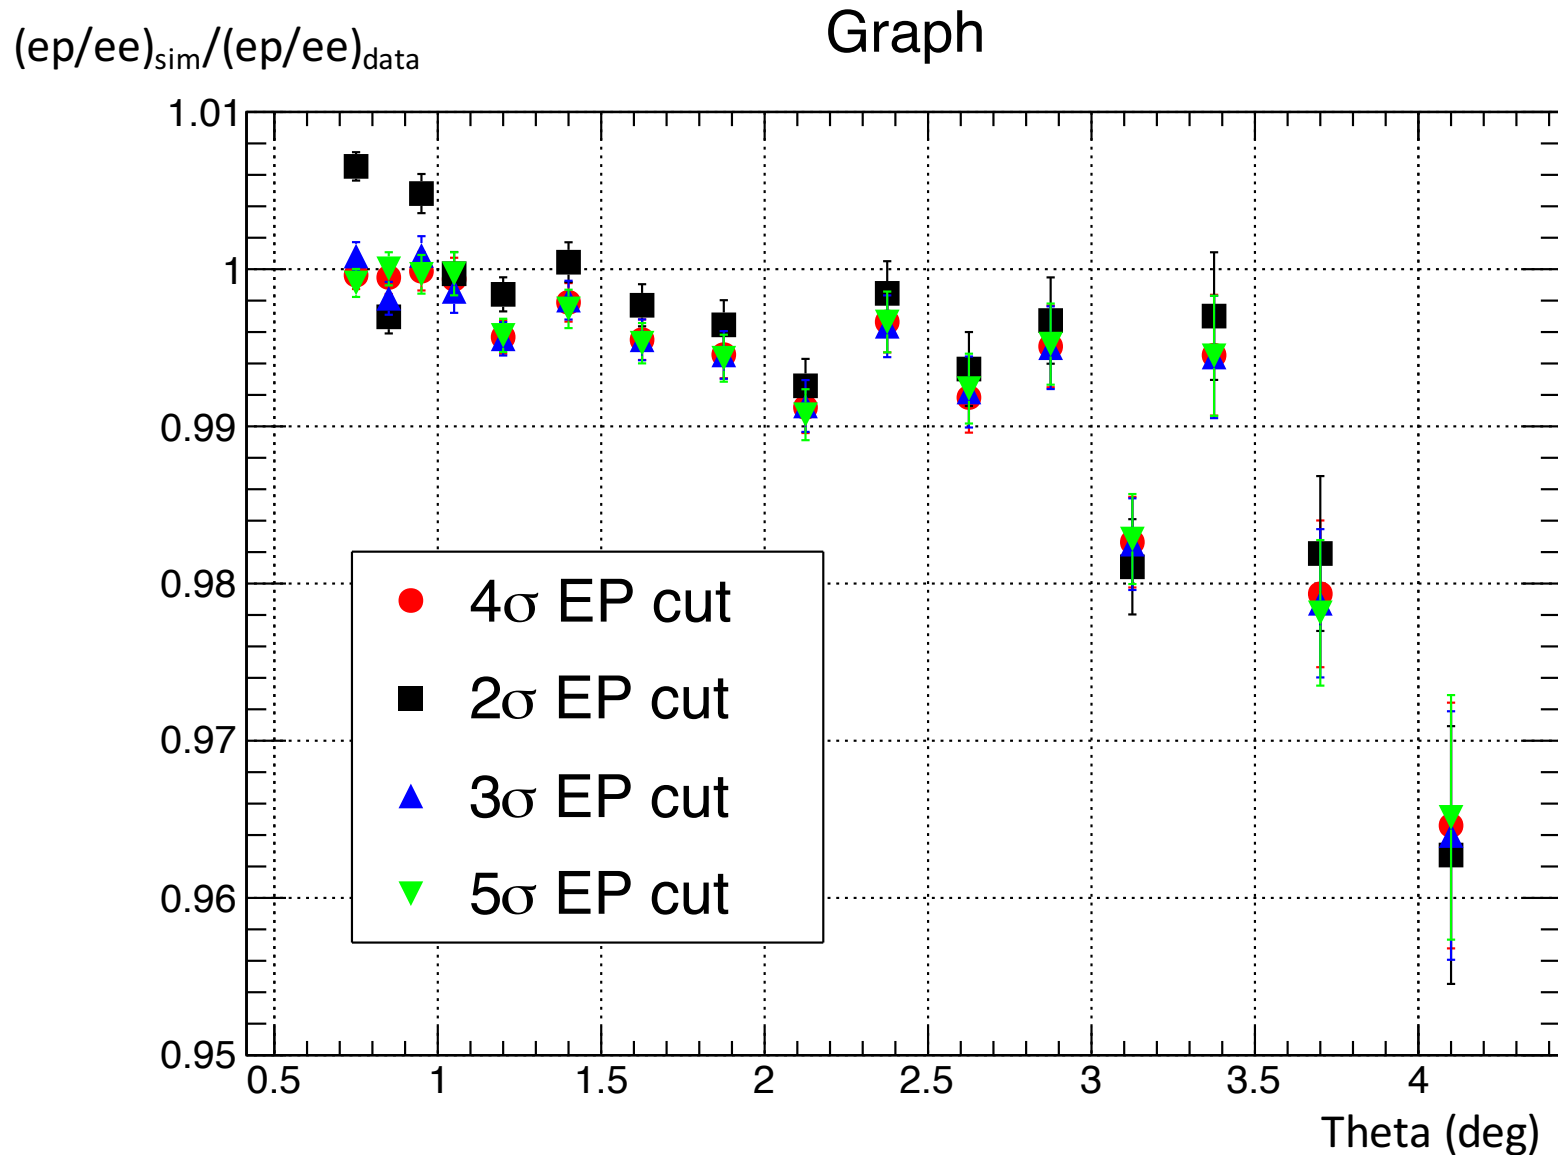 Graph
(ep/ee)sim/(ep/ee)data
1.01
1
0.99
0.98
0.97
0.96
0.95
4σ EP cut
2σ EP cut
3σ EP cut
5σ EP cut
0.5 1 1.5 2 2.5 3 3.5 4
Theta (deg)